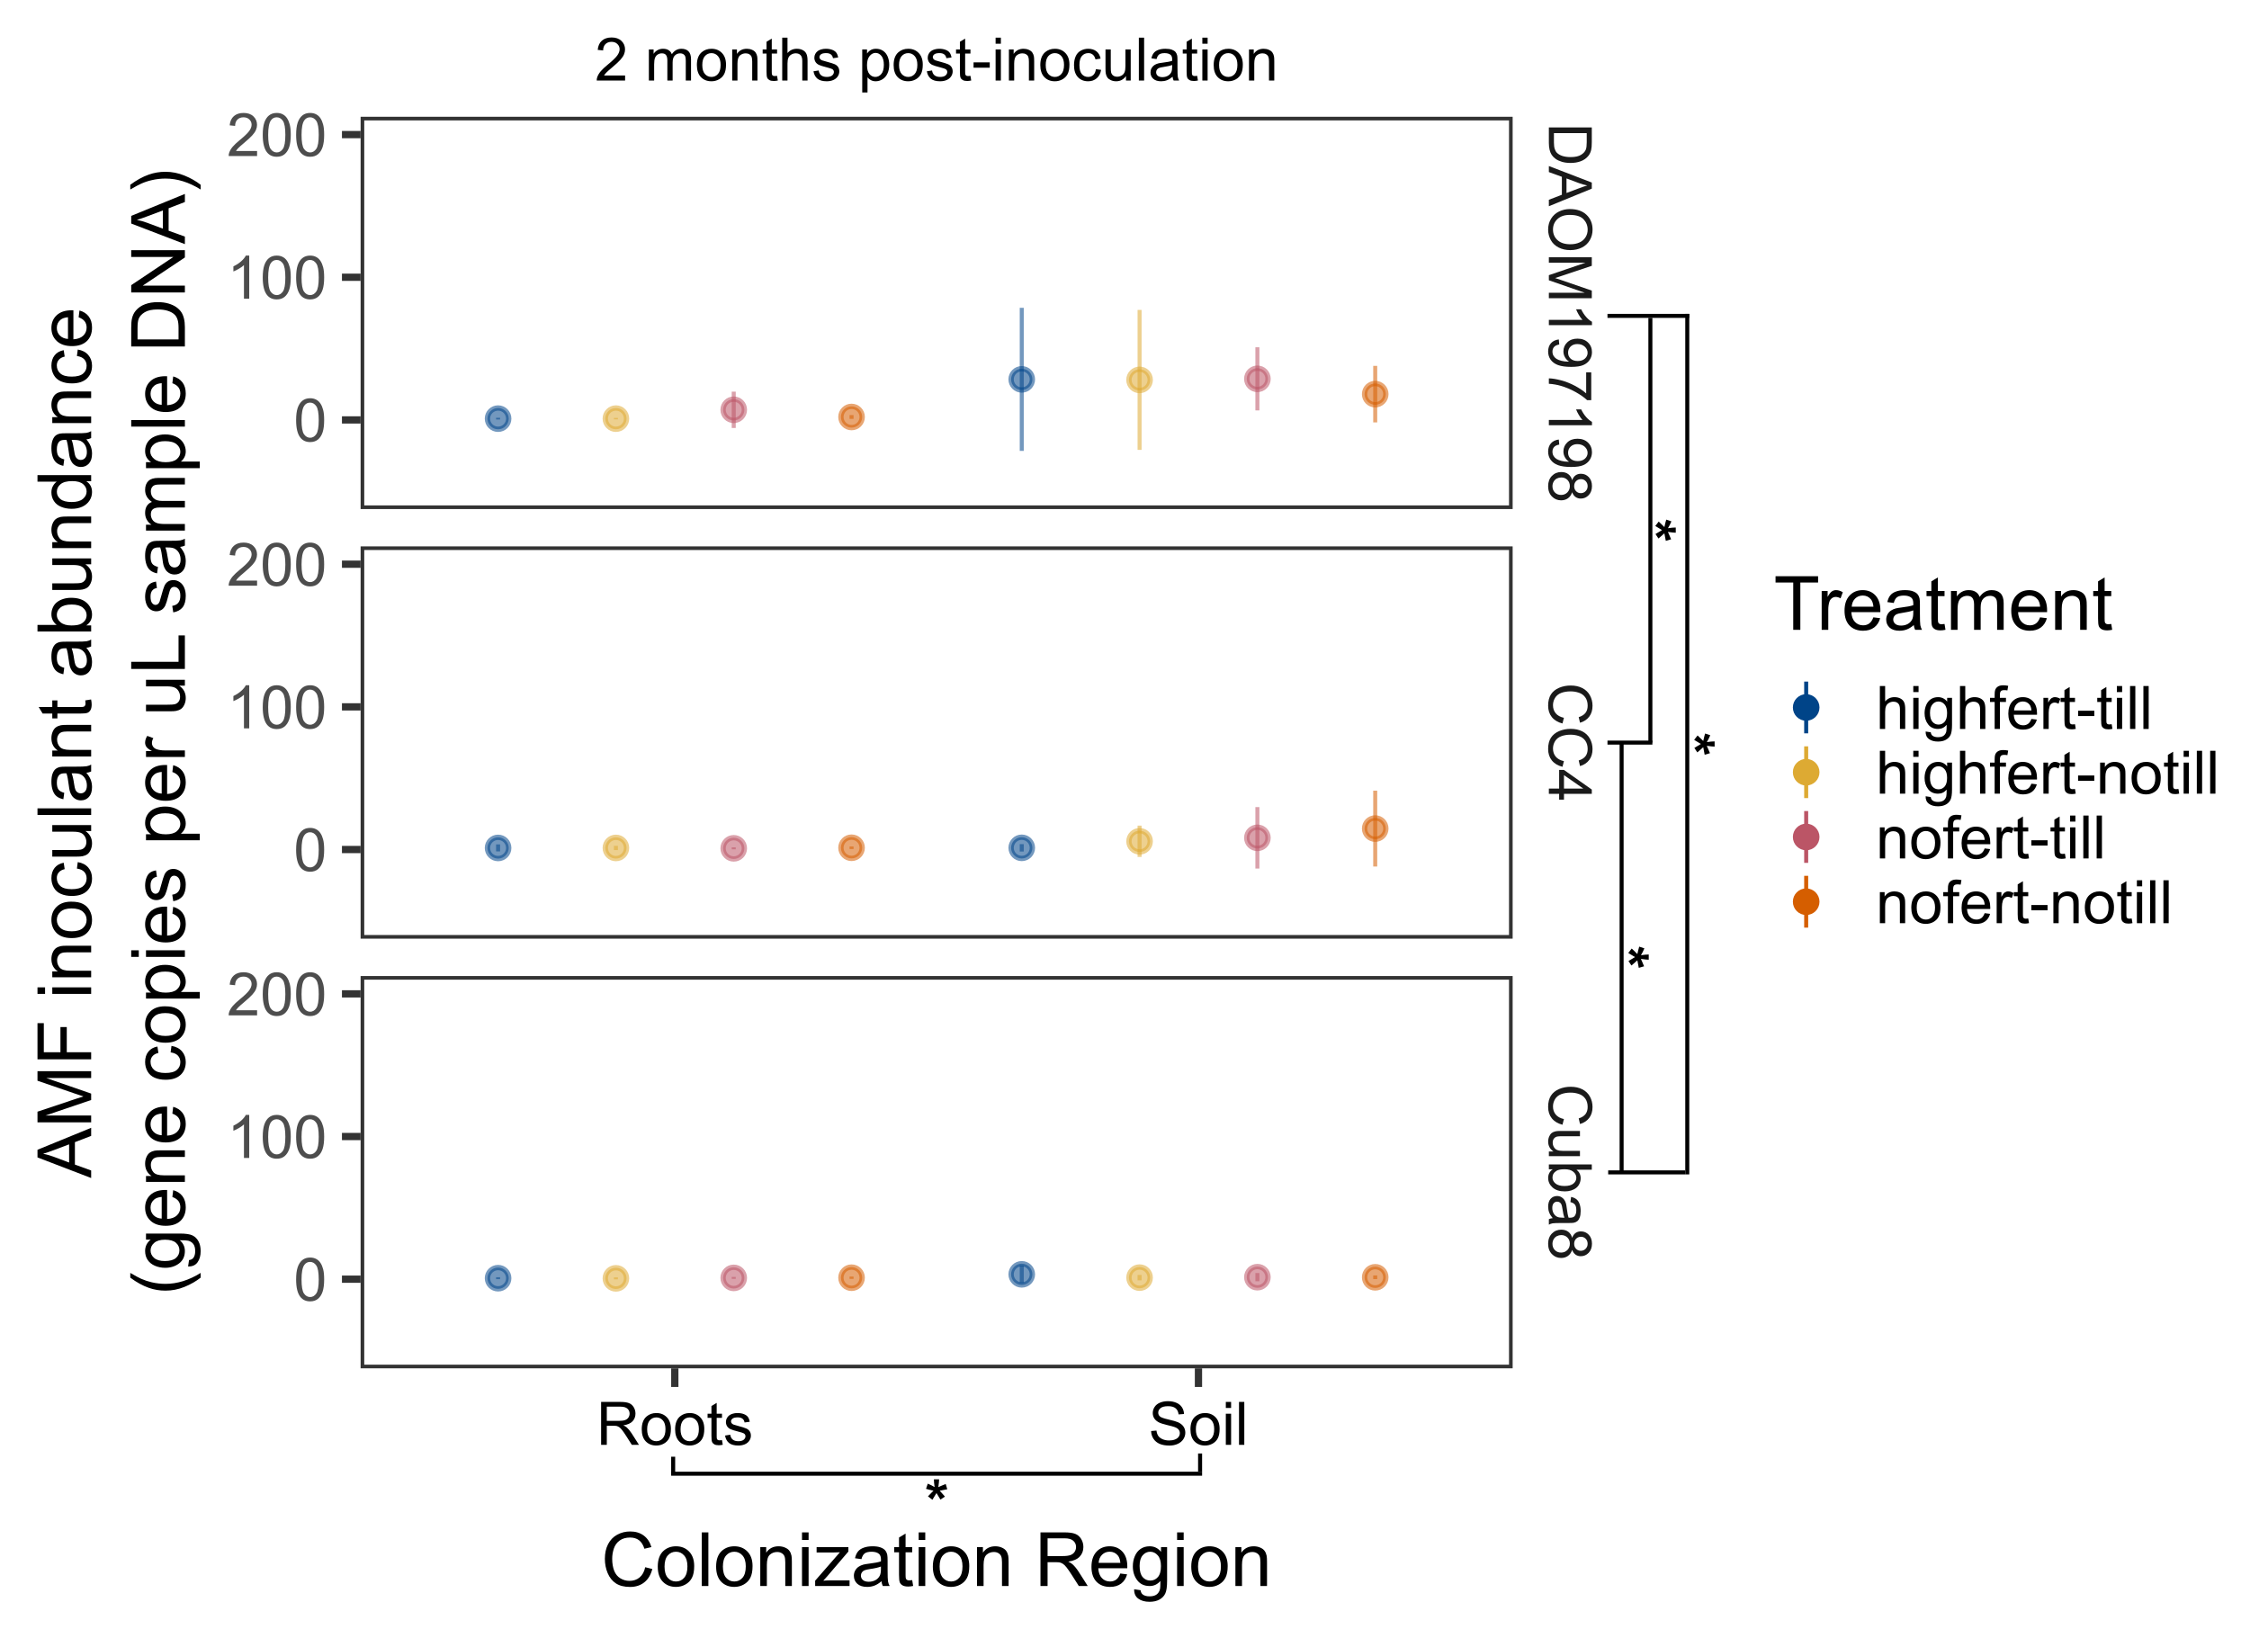 2 months post-inoculation
AMF inoculant abundance
(gene copies per uL sample DNA)
200
100
0
DAOM197198
200
100
0
CC4
200
100
0
Cuba8
*
*
*
Treatment
highfert-till
highfert-notill
nofert-till
nofert-notill
Roots Soil
*
Colonization Region